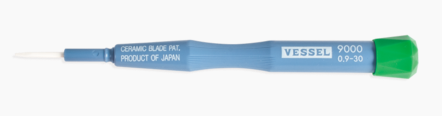 CERAMIC BLADE PAT.
PRODUCT OF JAPAN
VESSEL
9000
0.9-30